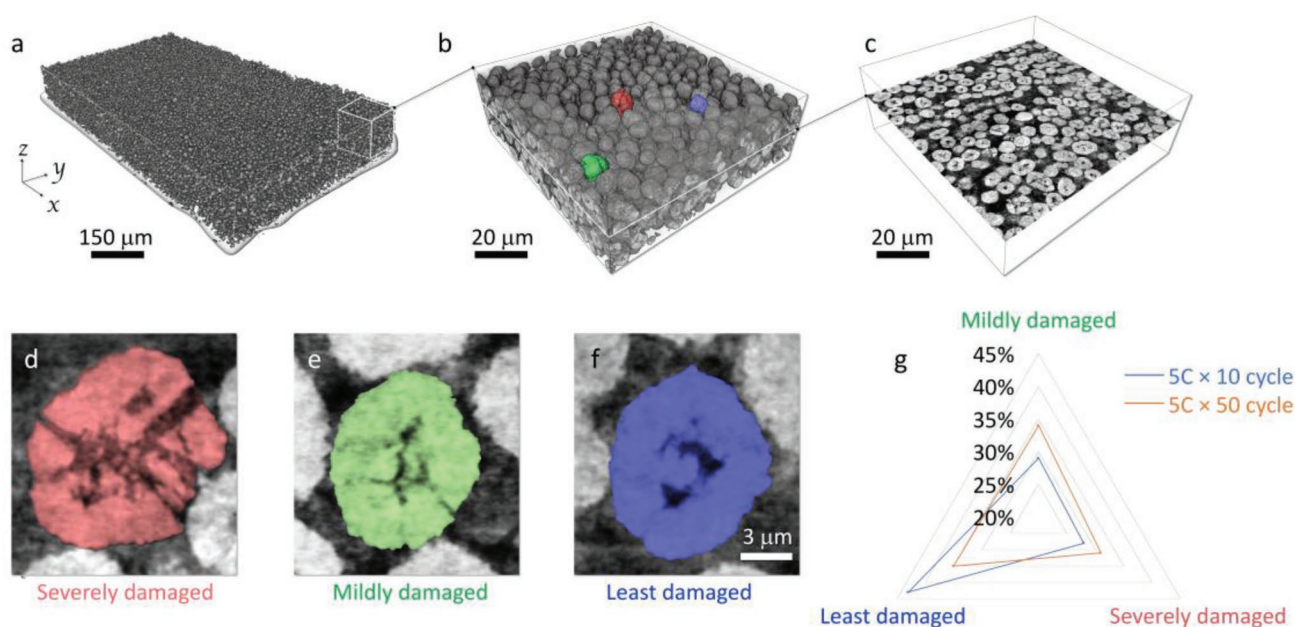 a
b
c
z
y
x
150 μm
20 μm
20 μm
d
Severely damaged
e
Mildly damaged
f
3 μm
Least damaged
g
Mildly damaged
45%
40%
35%
30%
25%
20%
5C × 10 cycle
5C × 50 cycle
Least damaged
Severely damaged